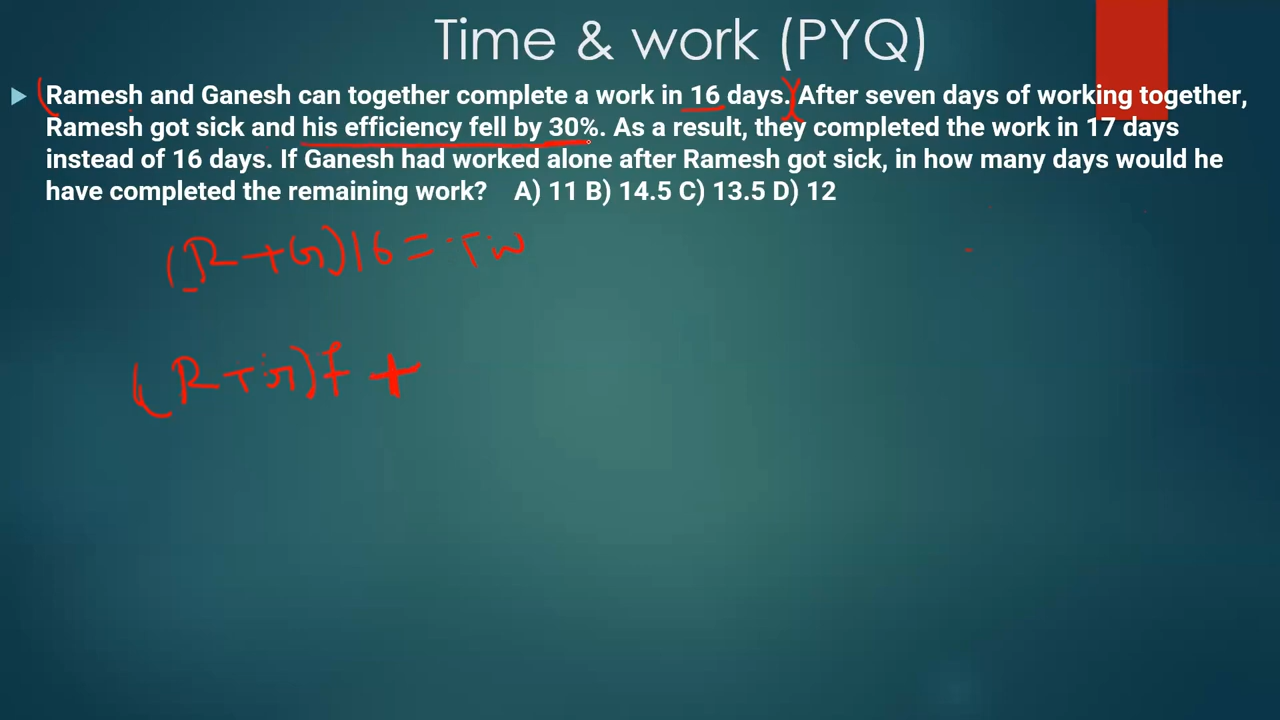 Time & work (PYQ)
Ramesh and Ganesh can together complete a work in 16 days. After seven days of working together,
Ramesh got sick and his efficiency fell by 30%. As a result, they completed the work in 17 days
instead of 16 days. If Ganesh had worked alone after Ramesh got sick, in how many days would he
have completed the remaining work? A) 11 B) 14.5 C) 13.5 D) 12
(R+G)16 = TW
(R+G)7 +